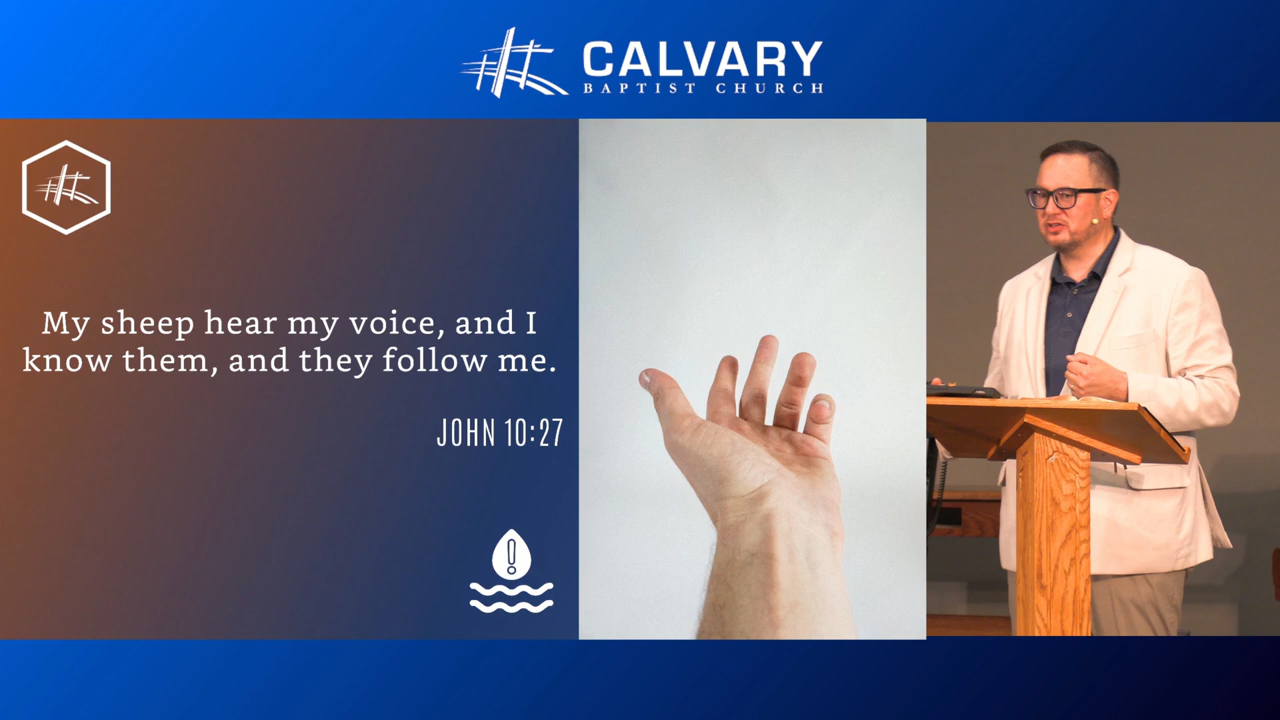 CALVARY
BAPTIST CHURCH
My sheep hear my voice, and I
know them, and they follow me.
JOHN 10:27
!